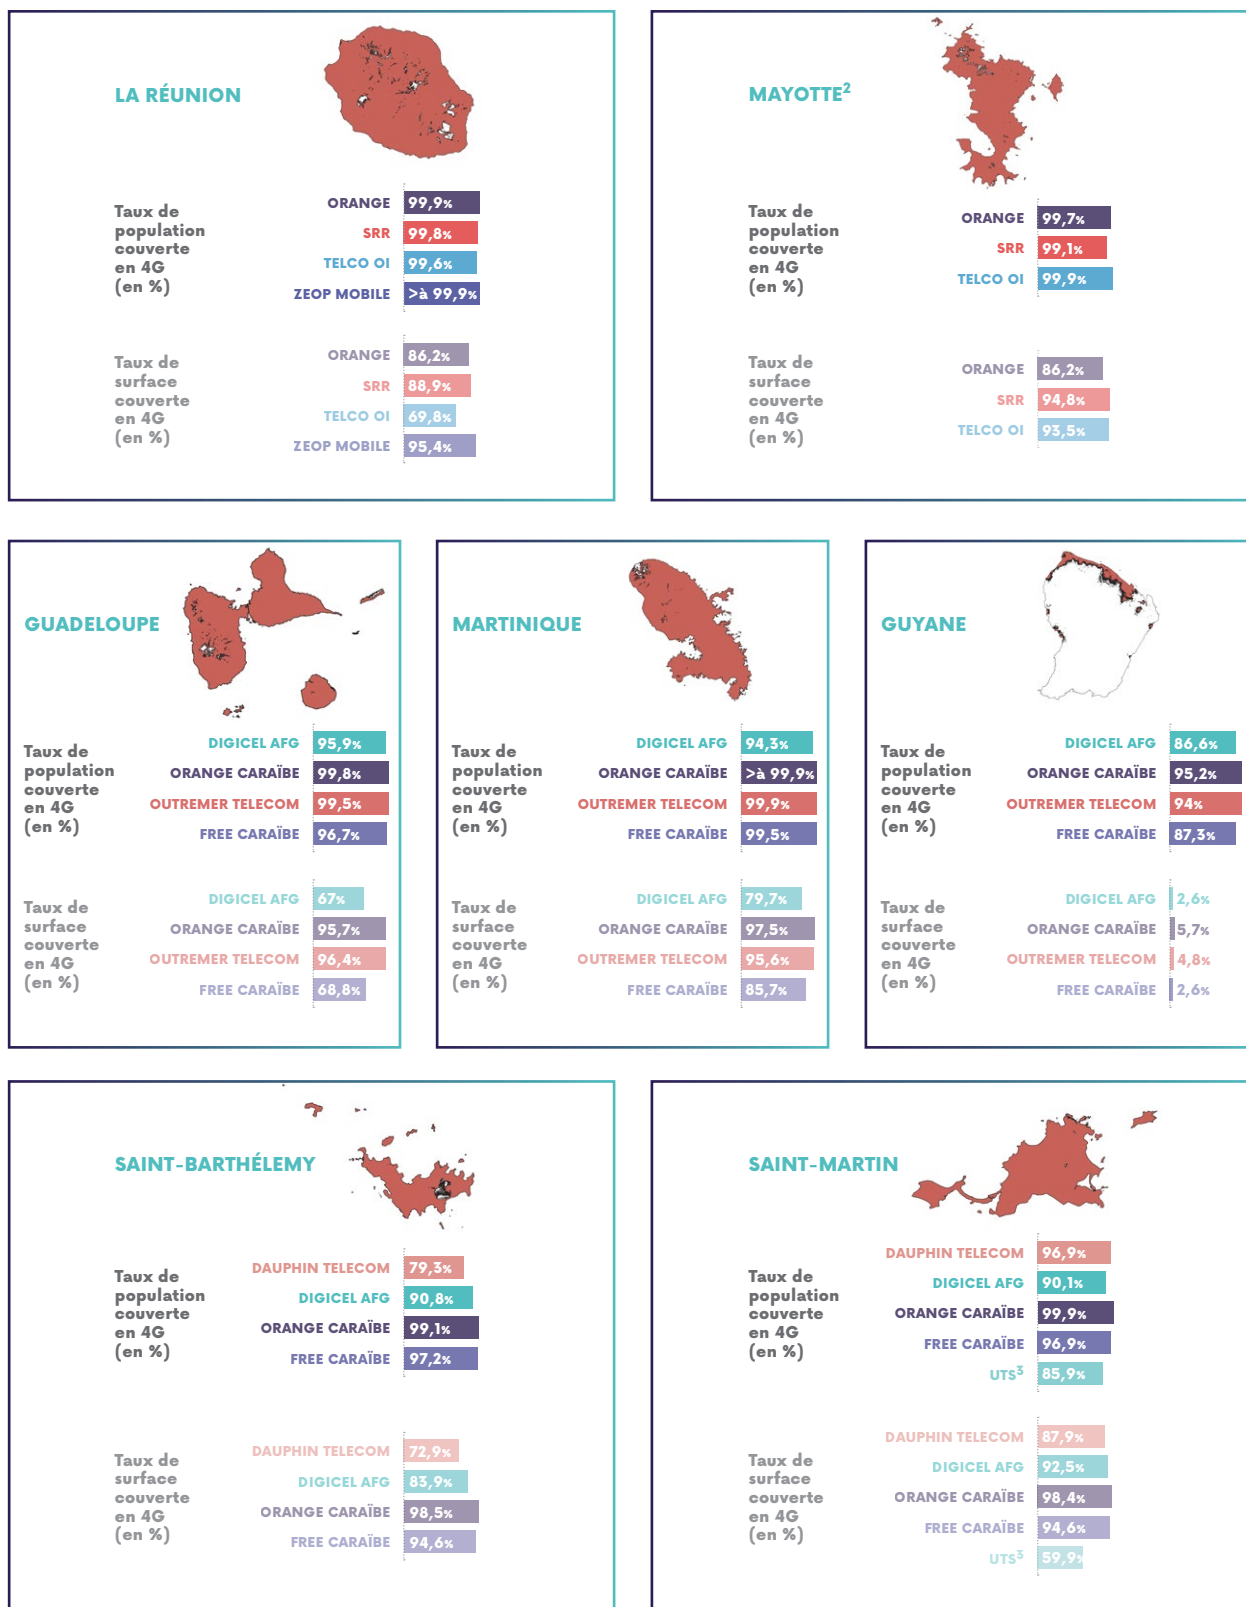 LA RÉUNION
Taux de
population
couverte
en 4G
(en %)
ORANGE 99,9%
SRR 99,8%
TELCO OI 99,6%
ZEOP MOBILE >à 99,9%
Taux de
surface
couverte
en 4G
(en %)
ORANGE 86,2%
SRR 88,9%
TELCO OI 69,8%
ZEOP MOBILE 95,4%
MAYOTTE²
Taux de
population
couverte
en 4G
(en %)
ORANGE 99,7%
SRR 99,1%
TELCO OI 99,9%
Taux de
surface
couverte
en 4G
(en %)
ORANGE 86,2%
SRR 94,8%
TELCO OI 93,5%
GUADELOUPE
Taux de
population
couverte
en 4G
(en %)
DIGICEL AFG 95,9%
ORANGE CARAÏBE 99,8%
OUTREMER TELECOM 99,5%
FREE CARAÏBE 96,7%
Taux de
surface
couverte
en 4G
(en %)
DIGICEL AFG 67%
ORANGE CARAÏBE 95,7%
OUTREMER TELECOM 96,4%
FREE CARAÏBE 68,8%
MARTINIQUE
Taux de
population
couverte
en 4G
(en %)
DIGICEL AFG 94,3%
ORANGE CARAÏBE >à 99,9%
OUTREMER TELECOM 99,9%
FREE CARAÏBE 99,5%
Taux de
surface
couverte
en 4G
(en %)
DIGICEL AFG 79,7%
ORANGE CARAÏBE 97,5%
OUTREMER TELECOM 95,6%
FREE CARAÏBE 85,7%
GUYANE
Taux de
population
couverte
en 4G
(en %)
DIGICEL AFG 86,6%
ORANGE CARAÏBE 95,2%
OUTREMER TELECOM 94%
FREE CARAÏBE 87,3%
Taux de
surface
couverte
en 4G
(en %)
DIGICEL AFG 2,6%
ORANGE CARAÏBE 5,7%
OUTREMER TELECOM 4,8%
FREE CARAÏBE 2,6%
SAINT-BARTHÉLEMY
Taux de
population
couverte
en 4G
(en %)
DAUPHIN TELECOM 79,3%
DIGICEL AFG 90,8%
ORANGE CARAÏBE 99,1%
FREE CARAÏBE 97,2%
Taux de
surface
couverte
en 4G
(en %)
DAUPHIN TELECOM 72,9%
DIGICEL AFG 83,9%
ORANGE CARAÏBE 98,5%
FREE CARAÏBE 94,6%
SAINT-MARTIN
Taux de
population
couverte
en 4G
(en %)
DAUPHIN TELECOM 96,9%
DIGICEL AFG 90,1%
ORANGE CARAÏBE 99,9%
FREE CARAÏBE 96,9%
UTS³ 85,9%
Taux de
surface
couverte
en 4G
(en %)
DAUPHIN TELECOM 87,9%
DIGICEL AFG 92,5%
ORANGE CARAÏBE 98,4%
FREE CARAÏBE 94,6%
UTS³ 59,9%